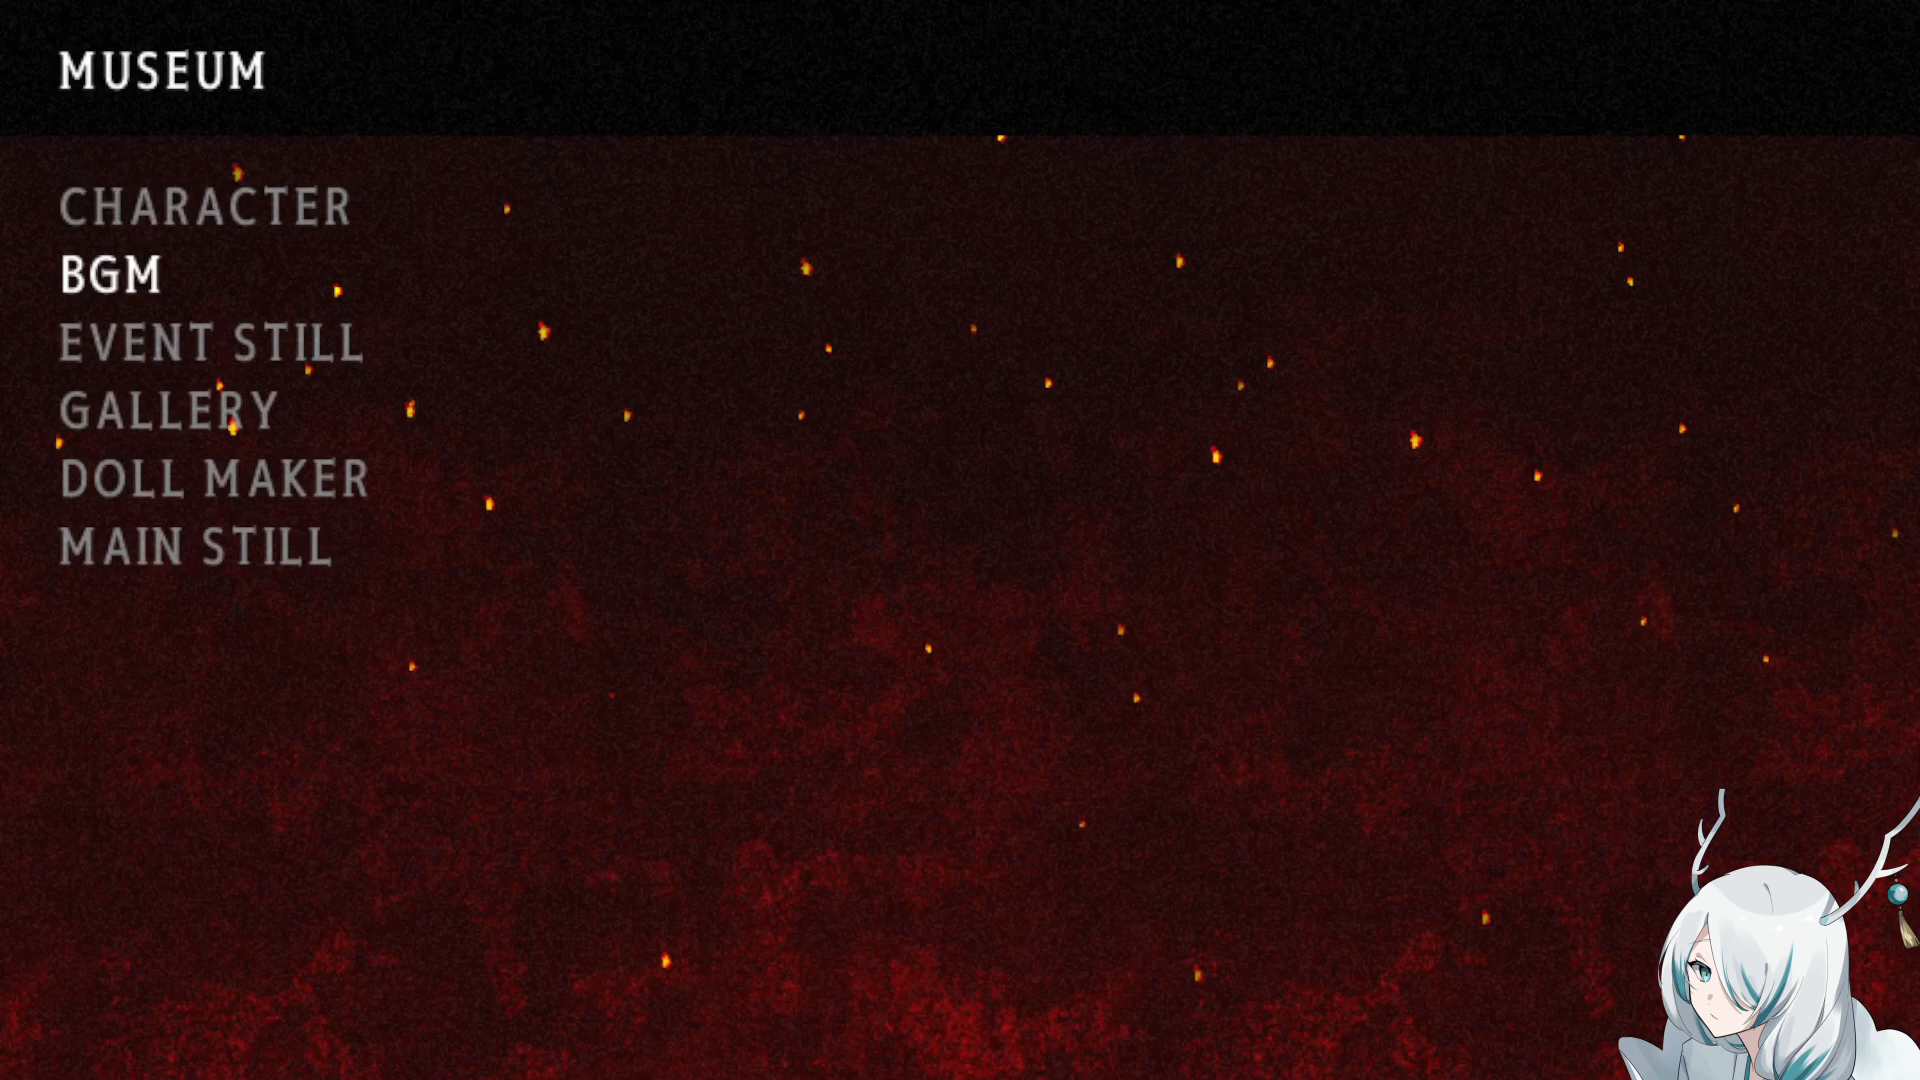 MUSEUM
CHARACTER
BGM
EVENT STILL
GALLERY
DOLL MAKER
MAIN STILL